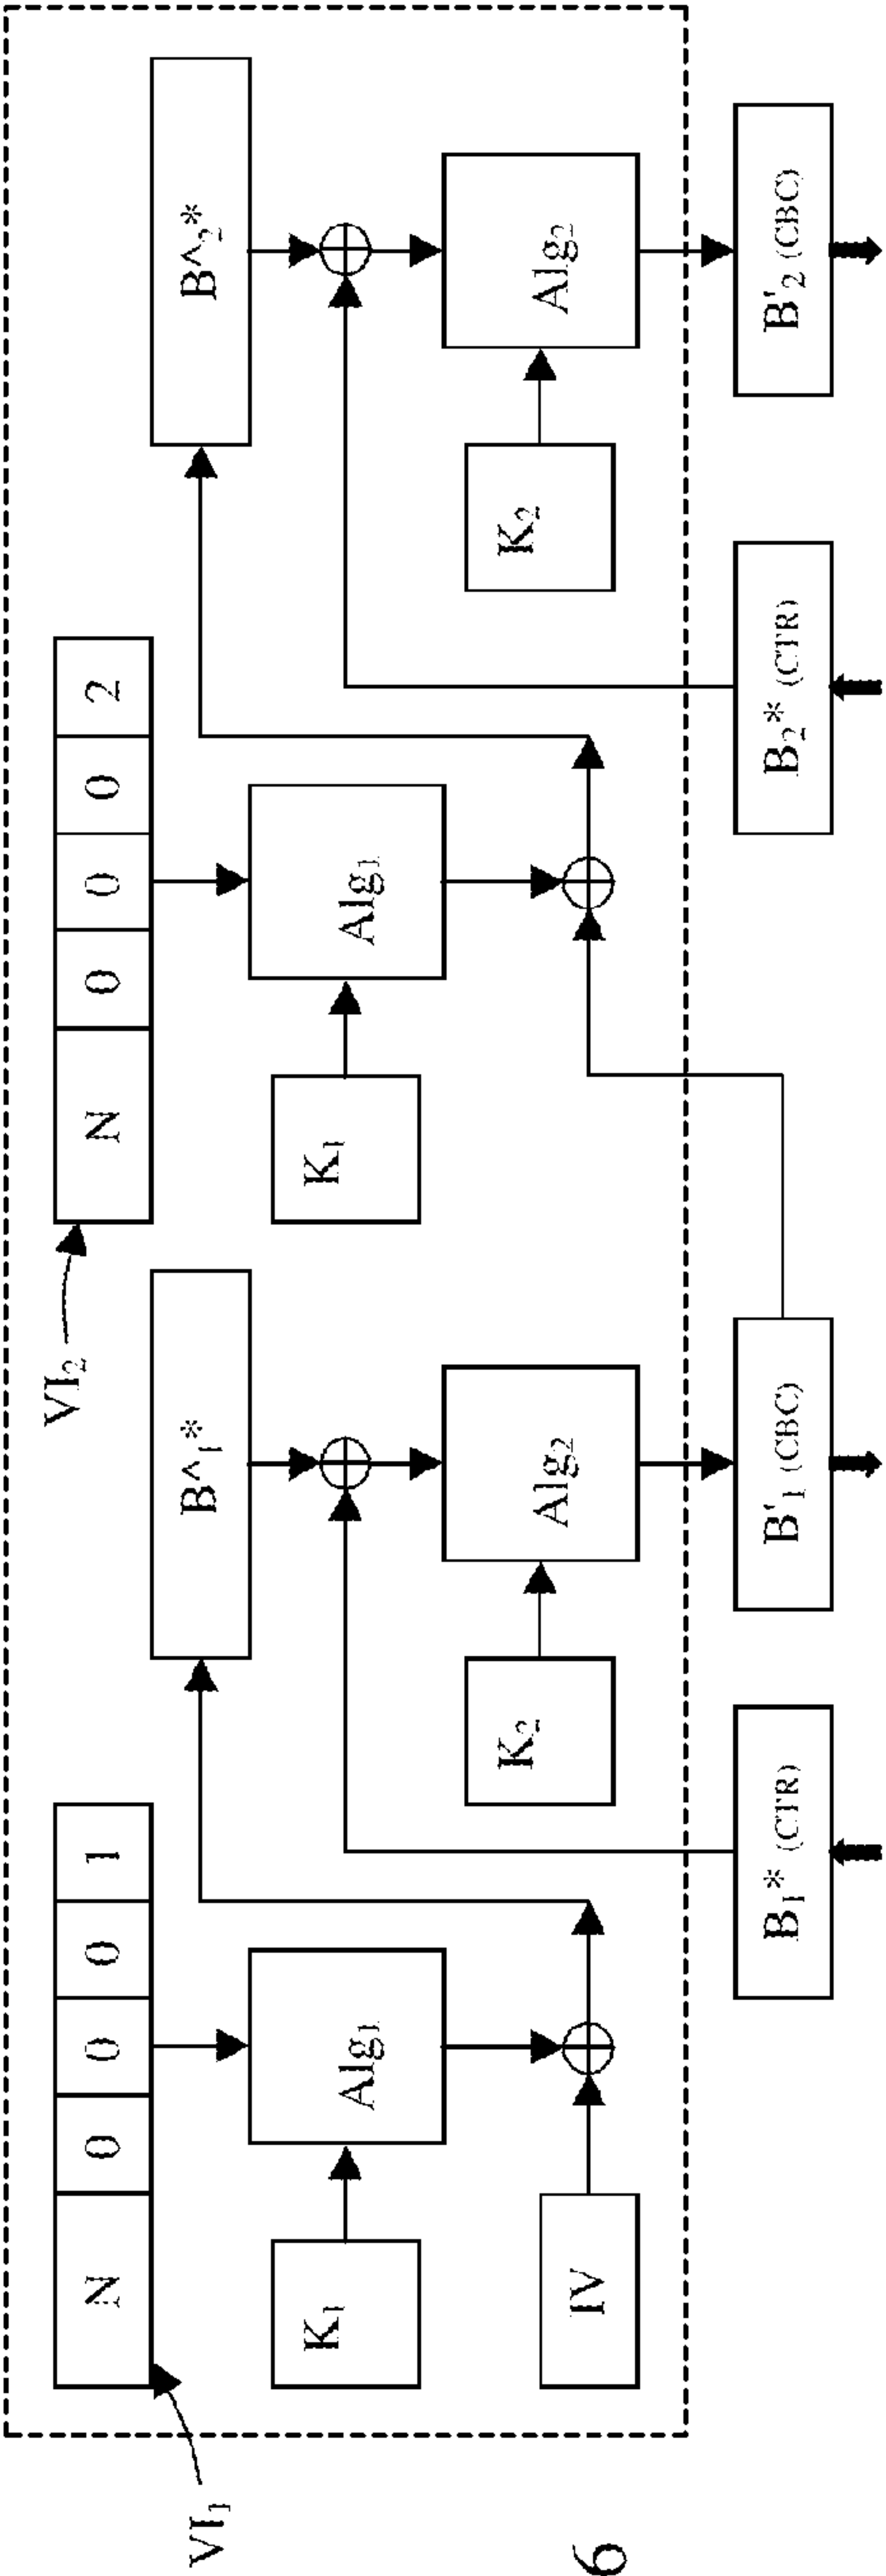 VI₁
N 0 0 0 1
K₁
Alg₁
IV
B^₁*
K₂
Alg₂
B₁* (CTR)
B'₁ (CBC)
VI₂
N 0 0 0 2
K₁
Alg₁
B^₂*
K₂
Alg₂
B₂* (CTR)
B'₂ (CBC)
6